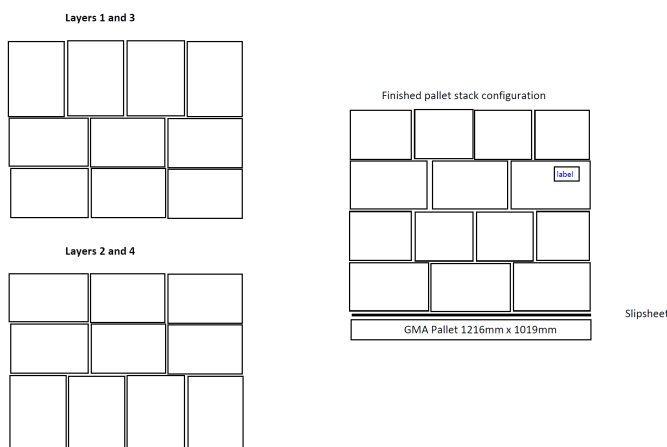 Layers 1 and 3
Finished pallet stack configuration
label
Layers 2 and 4
Slipsheet
GMA Pallet 1216mm x 1019mm